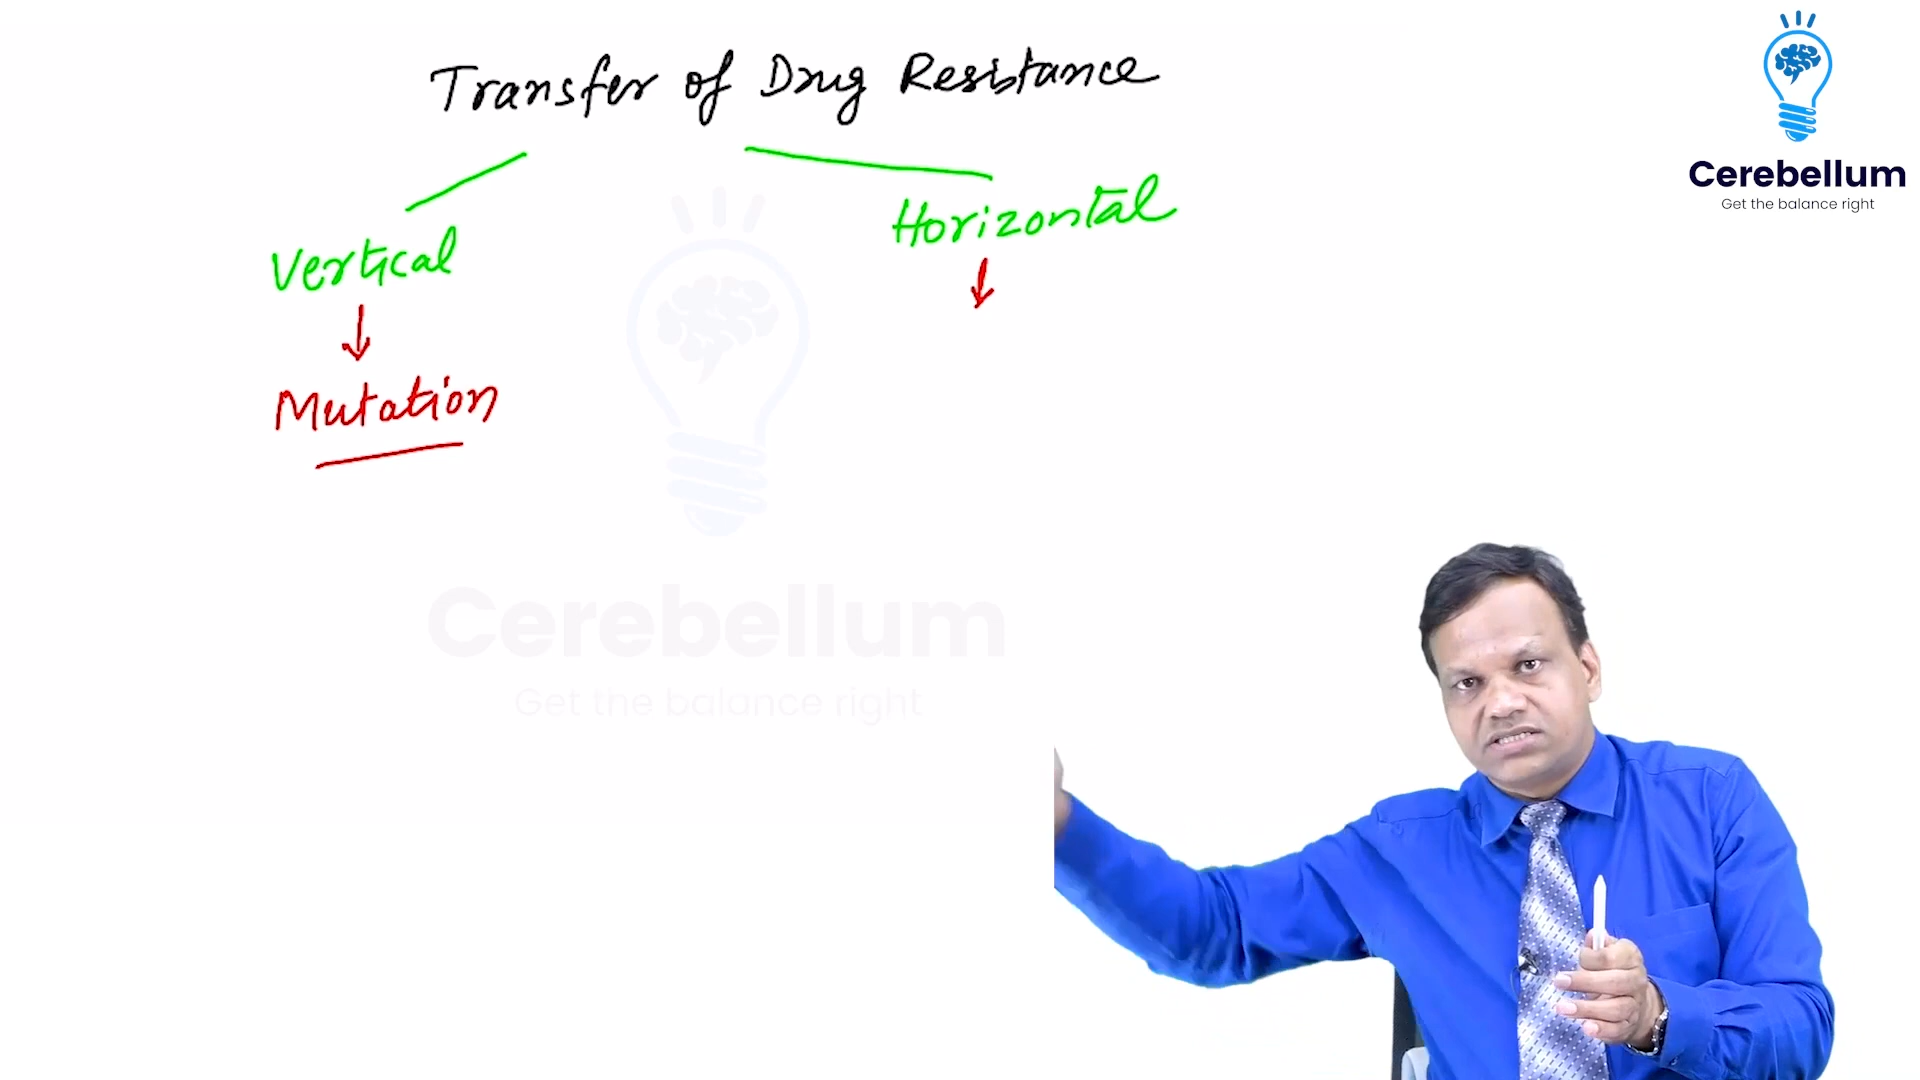 Transfer of Drug Resistance
Vertical
Horizontal
Mutation
Cerebellum
Get the balance right
Cerebellum
Get the balance right